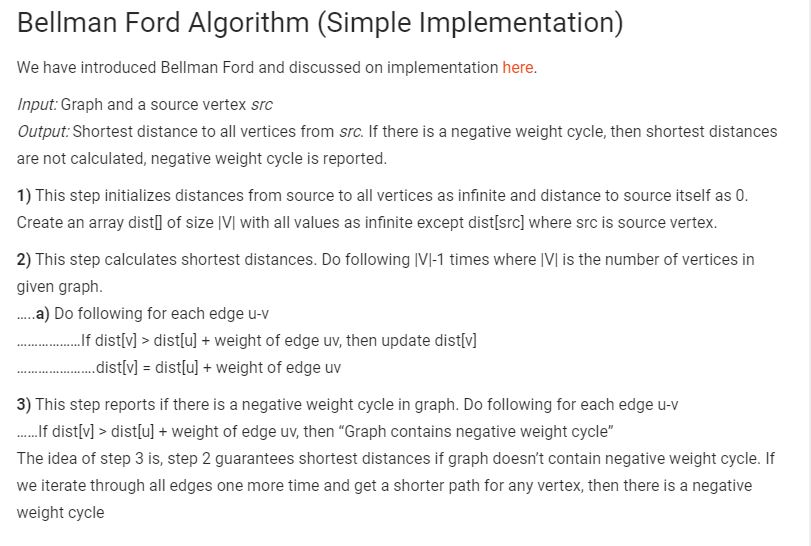 Bellman Ford Algorithm (Simple Implementation)
We have introduced Bellman Ford and discussed on implementation here.
Input: Graph and a source vertex src
Output: Shortest distance to all vertices from src. If there is a negative weight cycle, then shortest distances
are not calculated, negative weight cycle is reported.
1) This step initializes distances from source to all vertices as infinite and distance to source itself as 0.
Create an array dist[] of size |V| with all values as infinite except dist[src] where src is source vertex.
2) This step calculates shortest distances. Do following |V|-1 times where |V| is the number of vertices in
given graph.
.....a) Do following for each edge u-v
..................If dist[v] > dist[u] + weight of edge uv, then update dist[v]
.......................dist[v] = dist[u] + weight of edge uv
3) This step reports if there is a negative weight cycle in graph. Do following for each edge u-v
......If dist[v] > dist[u] + weight of edge uv, then “Graph contains negative weight cycle”
The idea of step 3 is, step 2 guarantees shortest distances if graph doesn’t contain negative weight cycle. If
we iterate through all edges one more time and get a shorter path for any vertex, then there is a negative
weight cycle